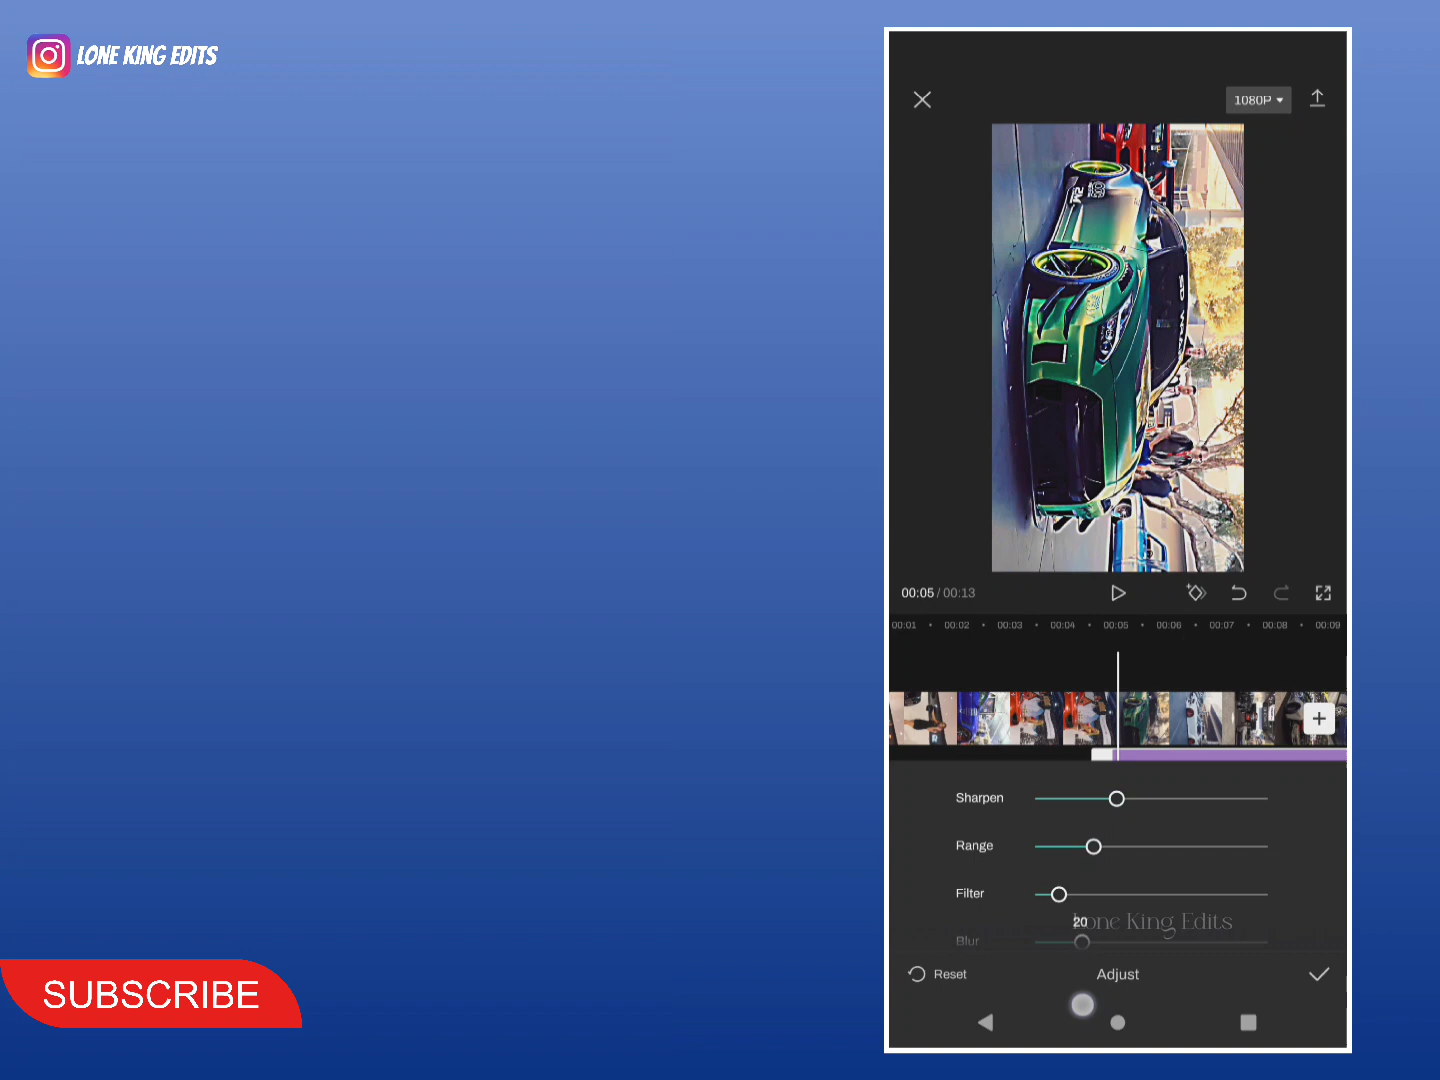 LONE KING EDITS
1080P
00:05 / 00:13
00:01 00:02 00:03 00:04 00:05 00:06 00:07 00:08 00:09
Sharpen
Range
Filter
20
Lone King Edits
Blur
Reset
Adjust
SUBSCRIBE